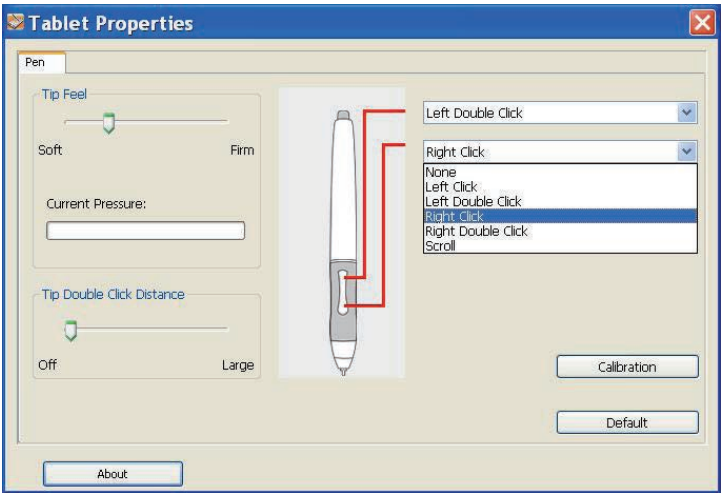 Tablet Properties
Pen
Tip Feel
Soft Firm
Current Pressure:
Tip Double Click Distance
Off Large
Left Double Click
Right Click
None
Left Click
Left Double Click
Right Click
Right Double Click
Scroll
Calibration
Default
About